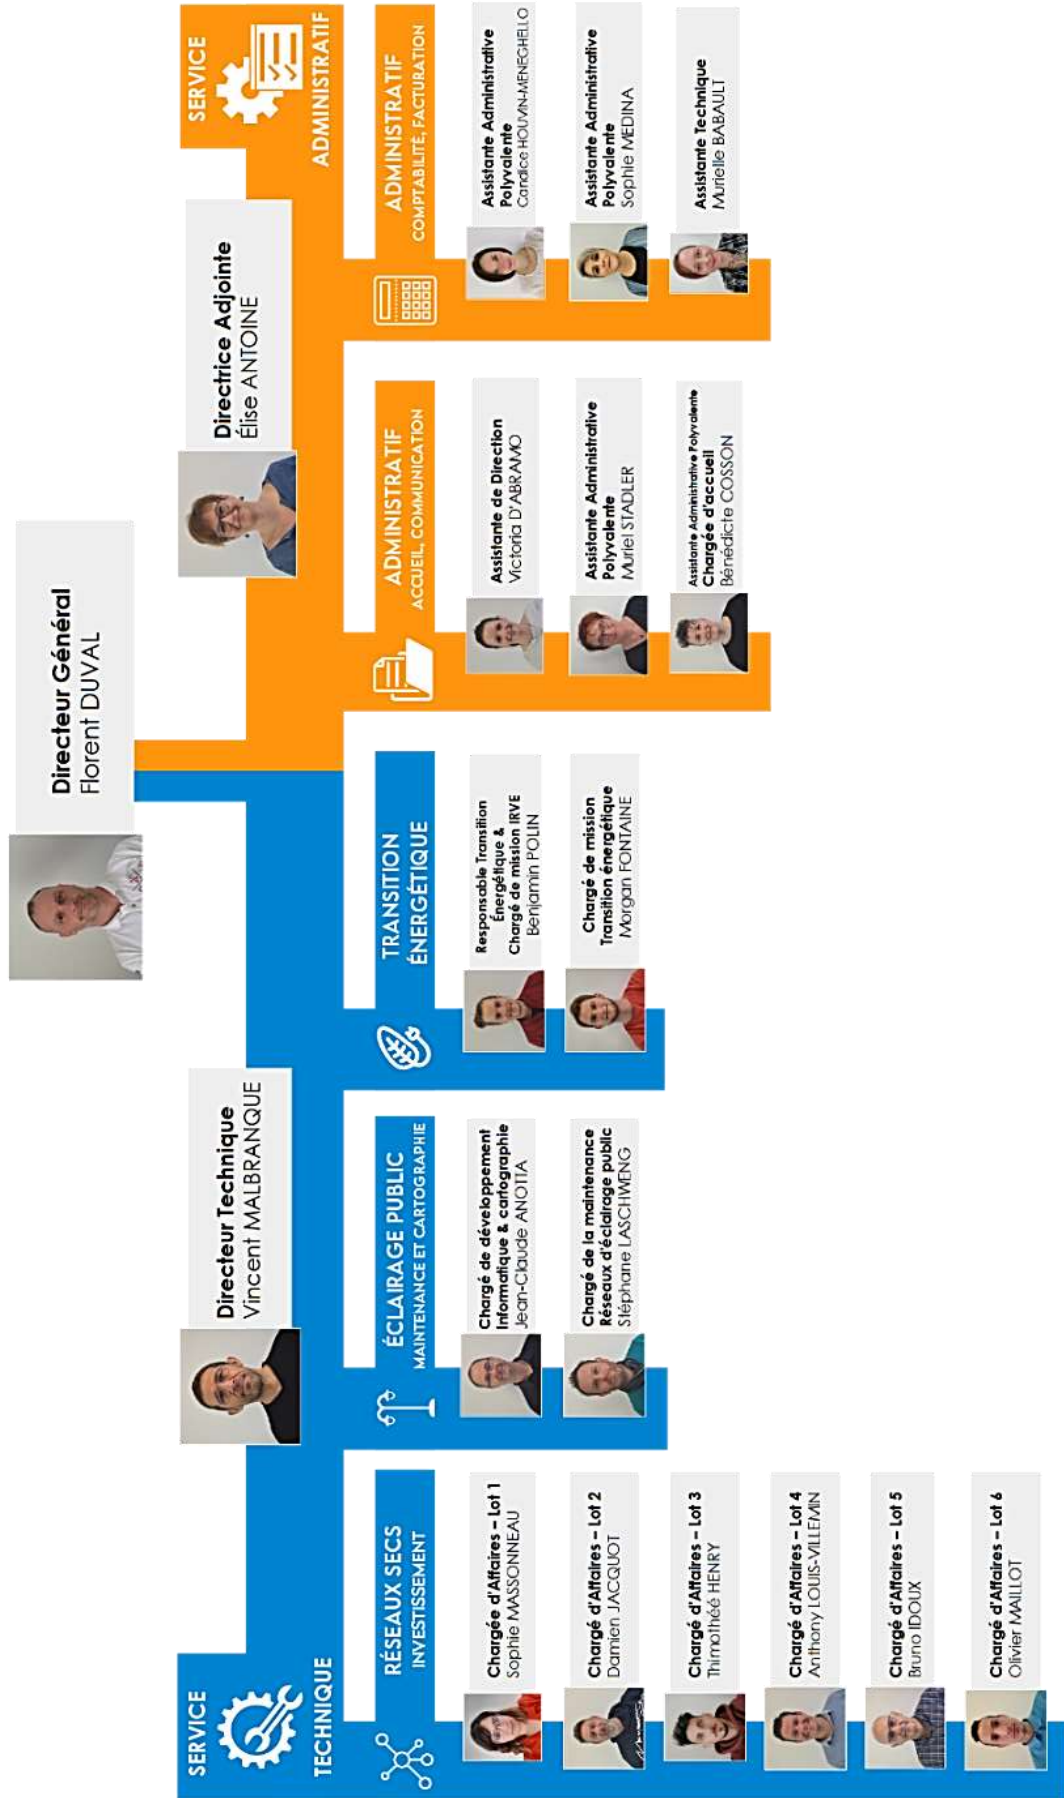 Directeur Général
Florent DUVAL
SERVICE
TECHNIQUE
Directeur Technique
Vincent MALBRANQUE
Directrice Adjointe
Élise ANTOINE
SERVICE
ADMINISTRATIF
RÉSEAUX SECS
INVESTISSEMENT
Chargée d'Affaires – Lot 1
Sophie MASSONNEAU
Chargé d'Affaires – Lot 2
Damien JACQUOT
Chargé d'Affaires – Lot 3
Thimothéé HENRY
Chargé d'Affaires – Lot 4
Anthony LOUIS-VILLEMIN
Chargé d'Affaires – Lot 5
Bruno IDOUX
Chargé d'Affaires – Lot 6
Olivier MAILLOT
ÉCLAIRAGE PUBLIC
MAINTENANCE ET CARTOGRAPHIE
Chargé de développement
Informatique & cartographie
Jean-Claude ANOTTA
Chargé de la maintenance
Réseaux d'éclairage public
Stéphane LASCHWENG
TRANSITION
ÉNERGÉTIQUE
Responsable Transition
Énergétique &
Chargé de mission IRVE
Benjamin POLIN
Chargé de mission
Transition énergétique
Morgan FONTAINE
ADMINISTRATIF
ACCUEIL, COMMUNICATION
Assistante de Direction
Victoria D'ABRAMO
Assistante Administrative
Polyvalente
Muriel STADLER
Assistante Administrative Polyvalente
Chargée d'accueil
Bénédicte COSSON
ADMINISTRATIF
COMPTABILITÉ, FACTURATION
Assistante Administrative
Polyvalente
Candice HOUVIN-MENEGHELLO
Assistante Administrative
Polyvalente
Sophie MEDINA
Assistante Technique
Murielle BABAULT